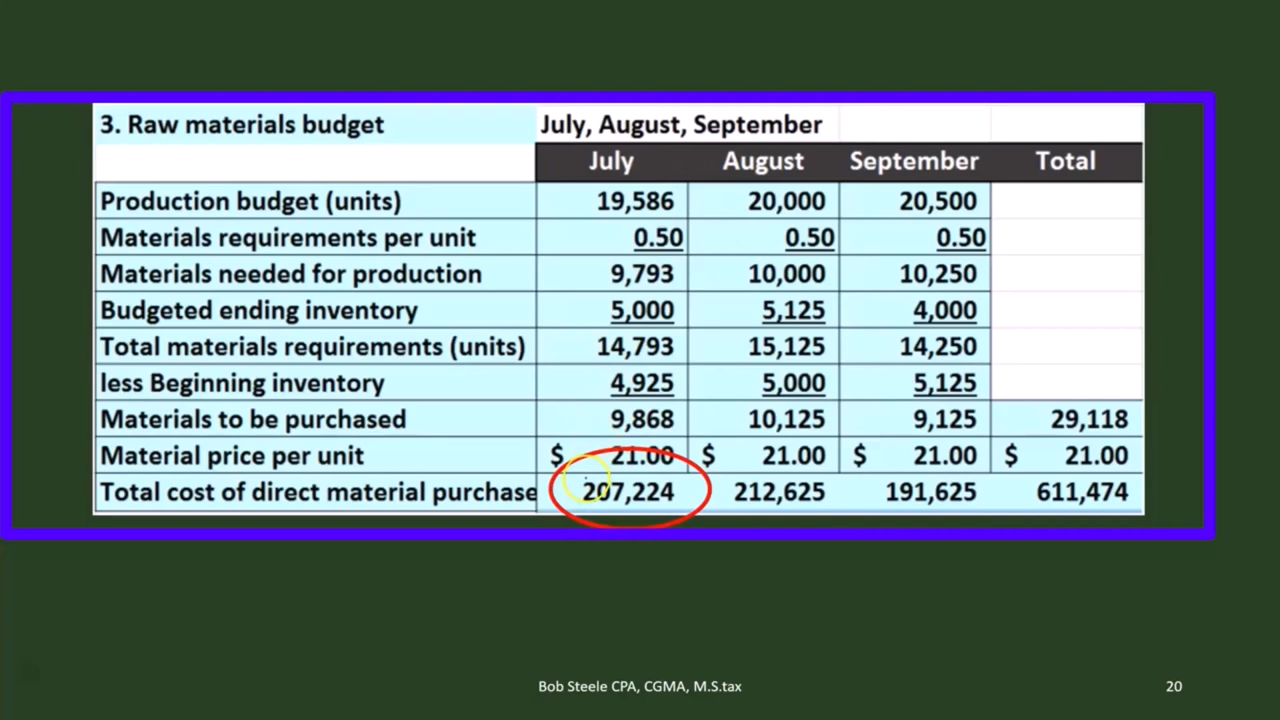 3. Raw materials budget July, August, September
July August September Total
Production budget (units) 19,586 20,000 20,500
Materials requirements per unit 0.50 0.50 0.50
Materials needed for production 9,793 10,000 10,250
Budgeted ending inventory 5,000 5,125 4,000
Total materials requirements (units) 14,793 15,125 14,250
less Beginning inventory 4,925 5,000 5,125
Materials to be purchased 9,868 10,125 9,125 29,118
Material price per unit $ 21.00 $ 21.00 $ 21.00 $ 21.00
Total cost of direct material purchase 207,224 212,625 191,625 611,474
Bob Steele CPA, CGMA, M.S.tax 20